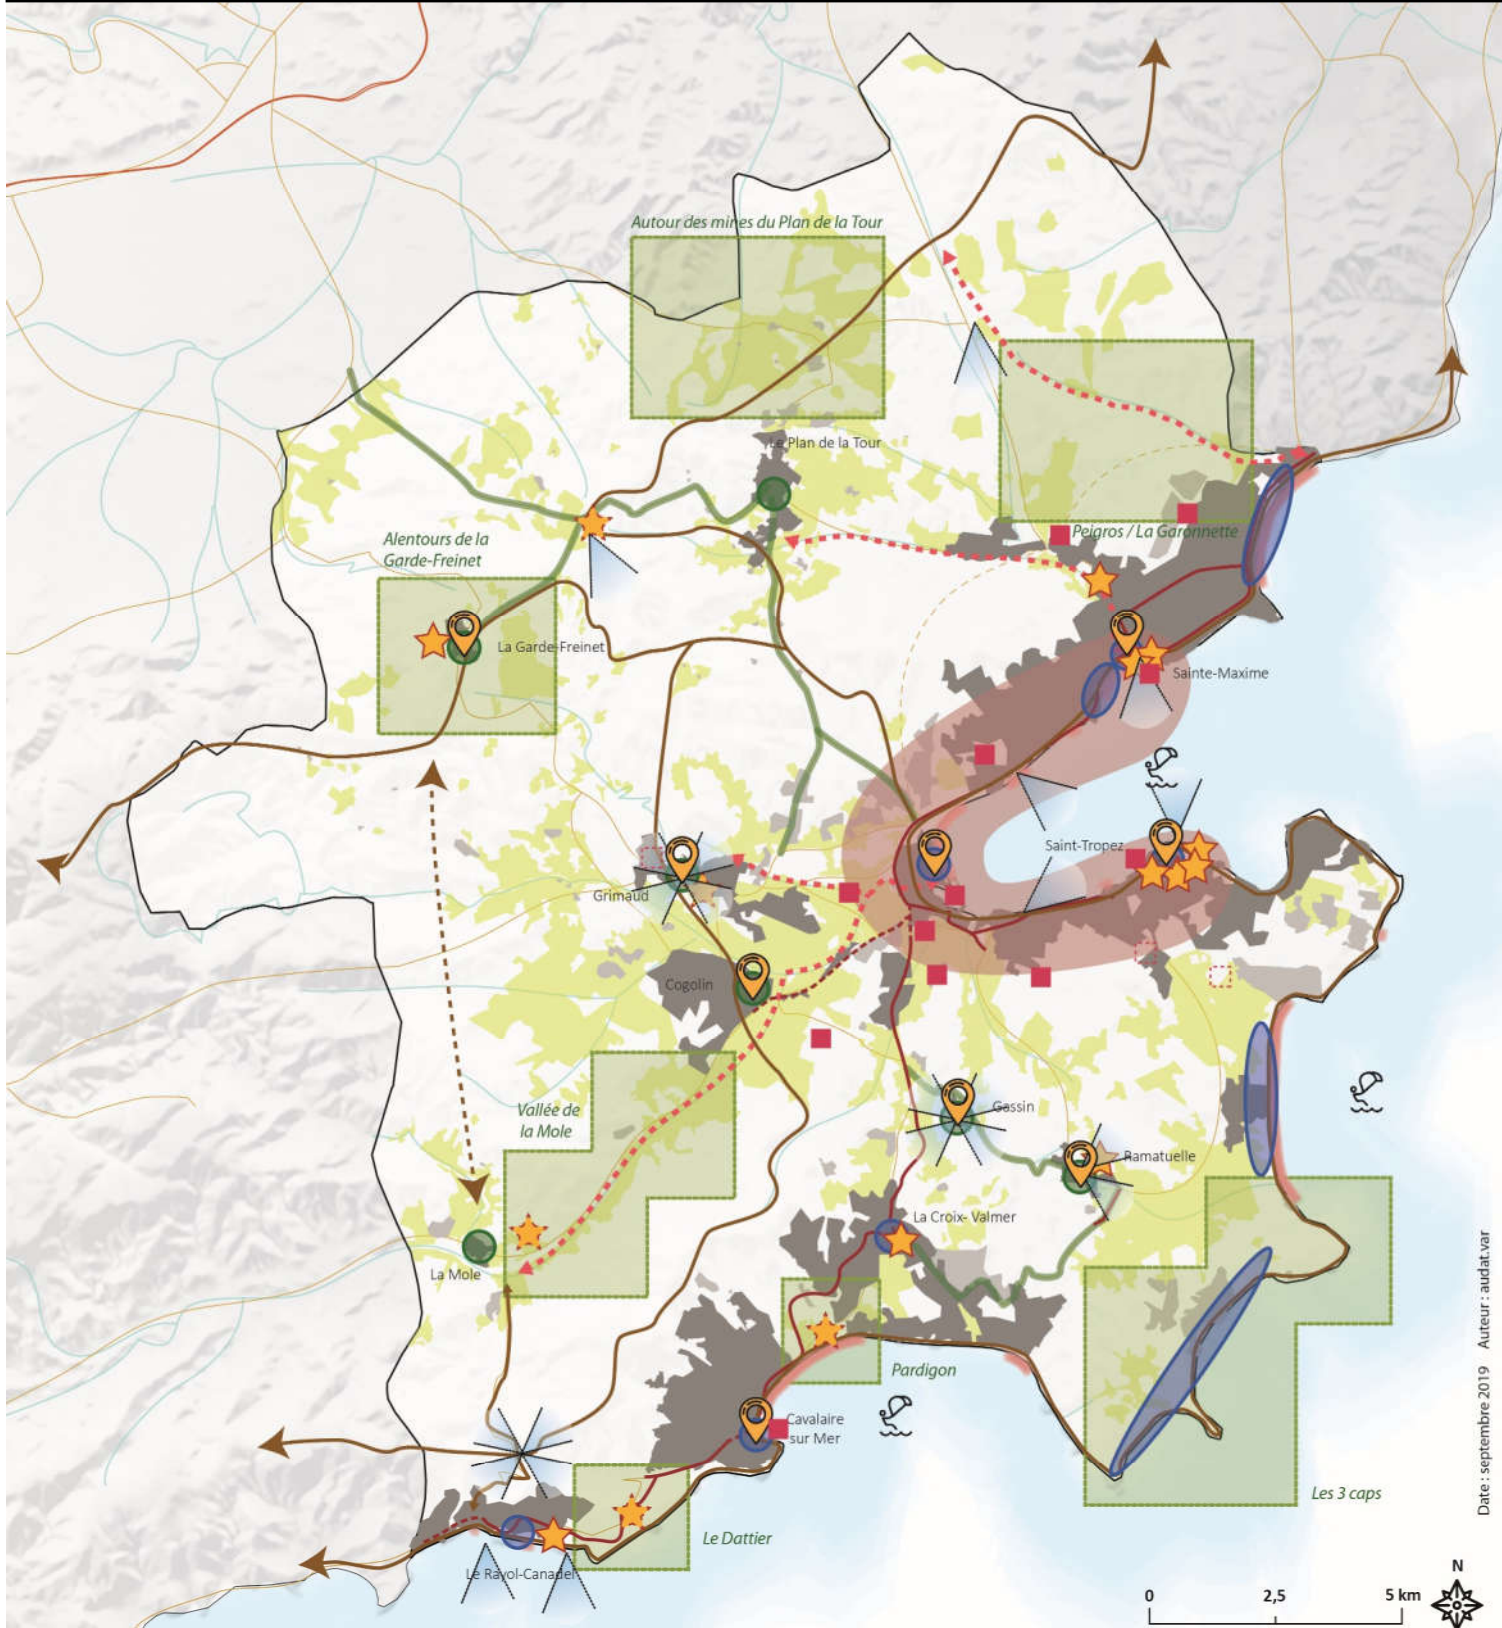 Autour des mines du Plan de la Tour
Le Plan de la Tour
Peigros / La Garonnette
Alentours de la
Garde-Freinet
La Garde-Freinet
Sainte-Maxime
Saint-Tropez
Grimaud
Cogolin
Vallée de
la Mole
Gassin
Ramatuelle
La Croix- Valmer
La Mole
Pardigon
Cavalaire
sur Mer
Les 3 caps
Le Dattier
Le Rayol-Canadel
Date : septembre 2019 Auteur : audat.var
N
0 2,5 5 km